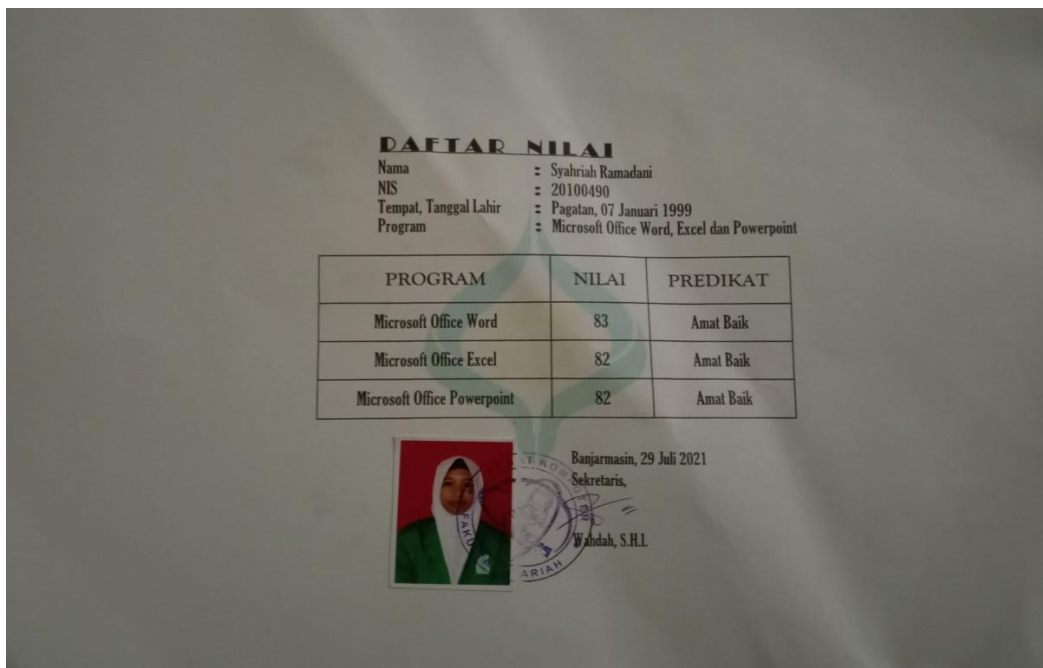 DAFTAR NILAI
Nama : Syahriah Ramadani
NIS : 20100490
Tempat, Tanggal Lahir : Pagatan, 07 Januari 1999
Program : Microsoft Office Word, Excel dan Powerpoint
PROGRAM NILAI PREDIKAT
Microsoft Office Word 83 Amat Baik
Microsoft Office Excel 82 Amat Baik
Microsoft Office Powerpoint 82 Amat Baik
Banjarmasin, 29 Juli 2021
Sekretaris,
Wahdah, S.H.I.